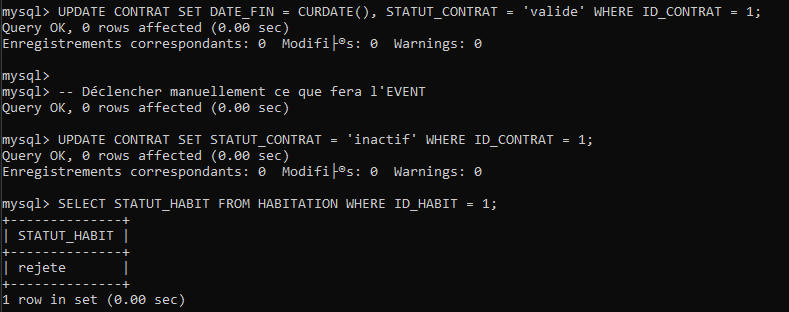 mysql> UPDATE CONTRAT SET DATE_FIN = CURDATE(), STATUT_CONTRAT = 'valide' WHERE ID_CONTRAT = 1;
Query OK, 0 rows affected (0.00 sec)
Enregistrements correspondants: 0  Modifi├®s: 0  Warnings: 0

mysql>
mysql> -- Déclencher manuellement ce que fera l'EVENT
Query OK, 0 rows affected (0.00 sec)

mysql> UPDATE CONTRAT SET STATUT_CONTRAT = 'inactif' WHERE ID_CONTRAT = 1;
Query OK, 0 rows affected (0.00 sec)
Enregistrements correspondants: 0  Modifi├®s: 0  Warnings: 0

mysql> SELECT STATUT_HABIT FROM HABITATION WHERE ID_HABIT = 1;
+--------------+
| STATUT_HABIT |
+--------------+
| rejete       |
+--------------+
1 row in set (0.00 sec)